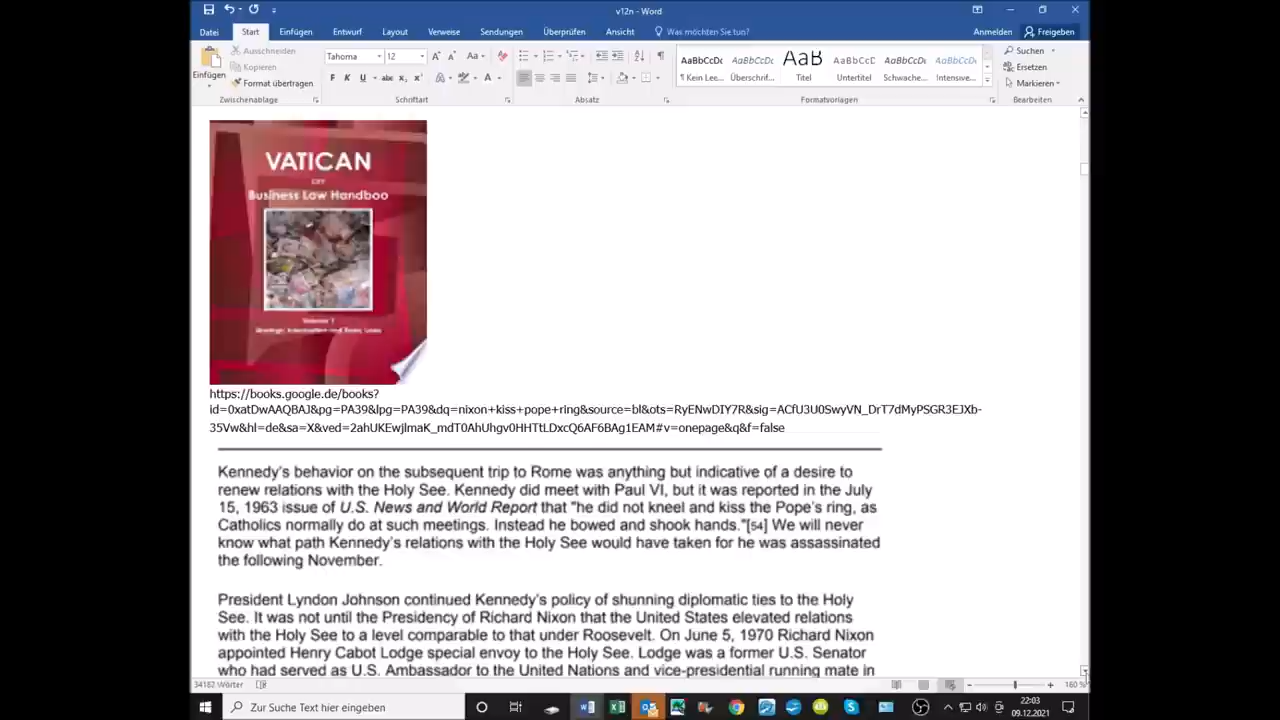 v12n - Word
Datei Start Einfügen Entwurf Layout Verweise Sendungen Überprüfen Ansicht Was möchten Sie tun? Anmelden Freigeben
Einfügen
Ausschneiden
Kopieren
Format übertragen
Tahoma 12
F K U abc x₂ x²
AaBbCcDc AaBbCcDc AaB AaBbCcD AaBbCcDc AaBbCcDc
¶ Kein Lee... Überschrif... Titel Untertitel Schwache... Intensive...
Suchen
Ersetzen
Markieren
Zwischenablage Schriftart Absatz Formatvorlagen Bearbeiten
VATICAN
CITY
Business Law Handboo
https://books.google.de/books?
id=0xatDwAAQBAJ&pg=PA39&lpg=PA39&dq=nixon+kiss+pope+ring&source=bl&ots=RyENwDIY7R&sig=ACfU3U0SwyVN_DrT7dMyPSGR3EJXb-
35Vw&hl=de&sa=X&ved=2ahUKEwjlmaK_mdT0AhUhgv0HHTtLDxcQ6AF6BAg1EAM#v=onepage&q&f=false
Kennedy's behavior on the subsequent trip to Rome was anything but indicative of a desire to
renew relations with the Holy See. Kennedy did meet with Paul VI, but it was reported in the July
15, 1963 issue of U.S. News and World Report that "he did not kneel and kiss the Pope's ring, as
Catholics normally do at such meetings. Instead he bowed and shook hands."[54] We will never
know what path Kennedy's relations with the Holy See would have taken for he was assassinated
the following November.
President Lyndon Johnson continued Kennedy's policy of shunning diplomatic ties to the Holy
See. It was not until the Presidency of Richard Nixon that the United States elevated relations
with the Holy See to a level comparable to that under Roosevelt. On June 5, 1970 Richard Nixon
appointed Henry Cabot Lodge special envoy to the Holy See. Lodge was a former U.S. Senator
who had served as U.S. Ambassador to the United Nations and vice-presidential running mate in
34182 Wörter 160 %
Zur Suche Text hier eingeben
22:03
09.12.2021